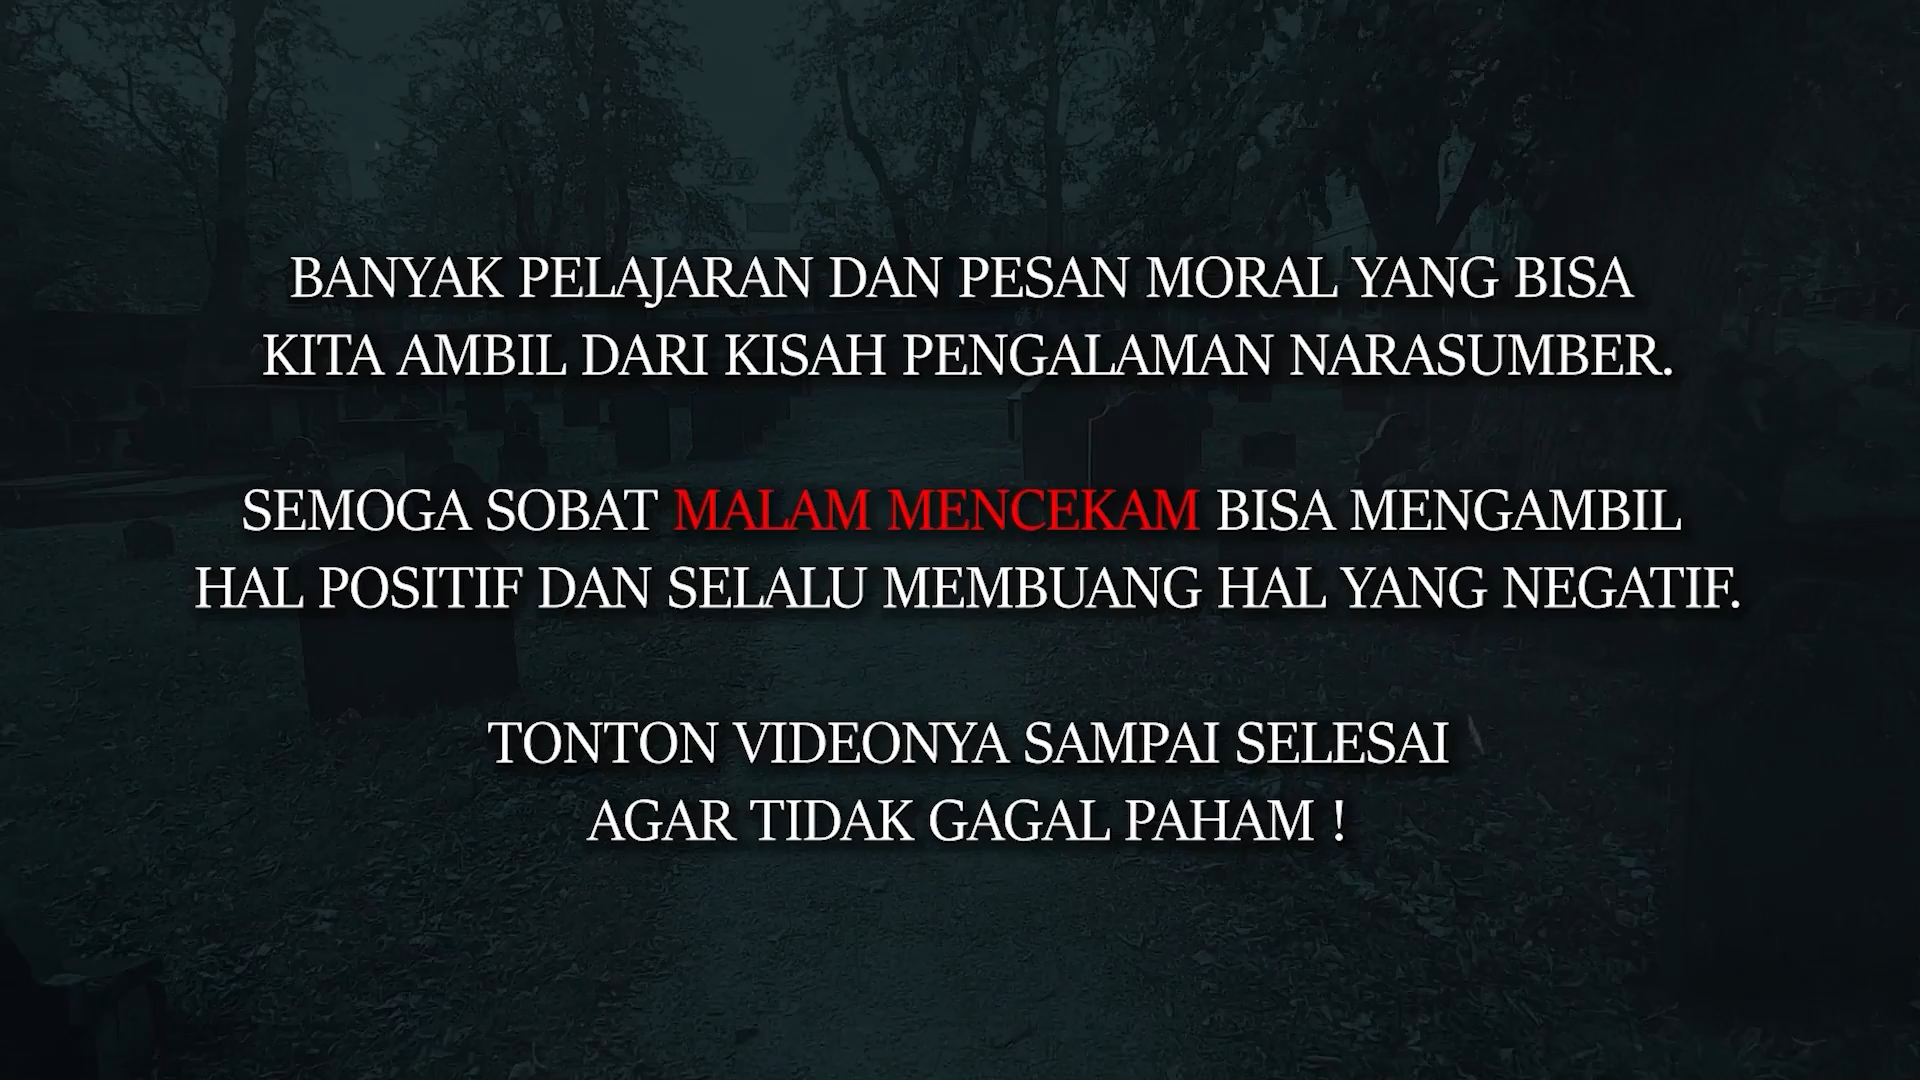 BANYAK PELAJARAN DAN PESAN MORAL YANG BISA
KITA AMBIL DARI KISAH PENGALAMAN NARASUMBER.
SEMOGA SOBAT MALAM MENCEKAM BISA MENGAMBIL
HAL POSITIF DAN SELALU MEMBUANG HAL YANG NEGATIF.
TONTON VIDEONYA SAMPAI SELESAI
AGAR TIDAK GAGAL PAHAM !